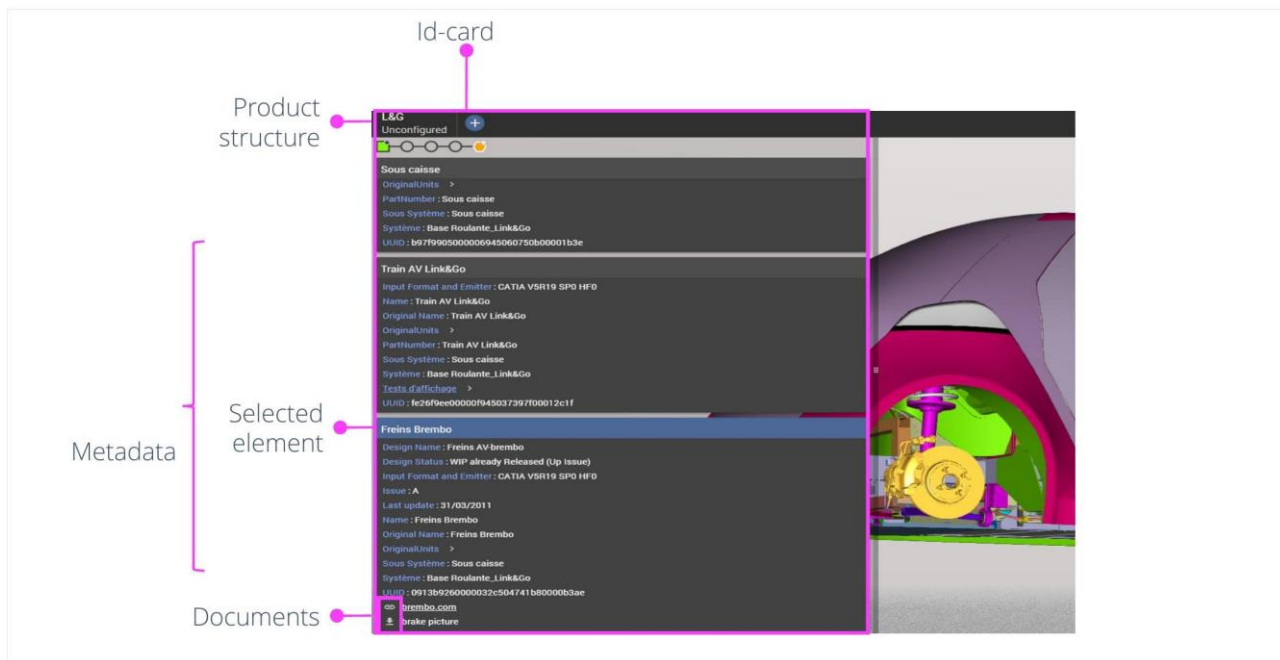 Id-card
Product
structure
L&G
Unconfigured
Sous caisse
OriginalUnits >
PartNumber : Sous caisse
Sous Système : Sous caisse
Système : Base Roulante_Link&Go
UUID : b97f9905000006945060750b00001b3e
Metadata
Train AV Link&Go
Input Format and Emitter : CATIA V5R19 SP0 HF0
Name : Train AV Link&Go
Original Name : Train AV Link&Go
OriginalUnits >
PartNumber : Train AV Link&Go
Sous Système : Sous caisse
Système : Base Roulante_Link&Go
Tests d'affichage >
UUID : fe26f9ee00000f945037397f00012c1f
Selected
element
Freins Brembo
Design Name : Freins AV-brembo
Design Status : WIP already Released (Up Issue)
Input Format and Emitter : CATIA V5R19 SP0 HF0
Issue : A
Last update : 31/03/2011
Name : Freins Brembo
Original Name : Freins Brembo
OriginalUnits >
Sous Système : Sous caisse
Système : Base Roulante_Link&Go
UUID : 0913b9260000032c504741b80000b3ae
Documents
brembo.com
brake picture